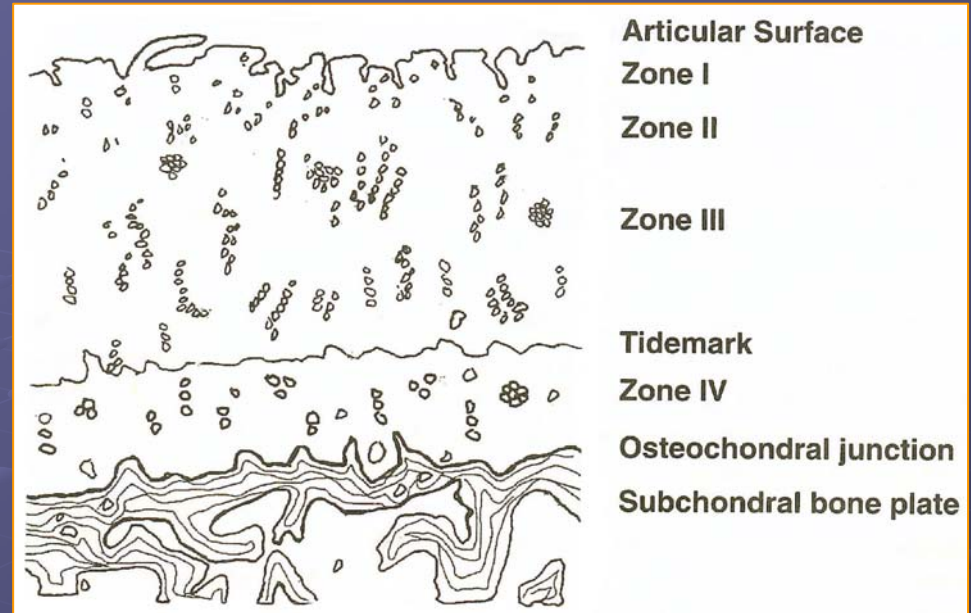 Articular Surface
Zone I
Zone II
Zone III
Tidemark
Zone IV
Osteochondral junction
Subchondral bone plate